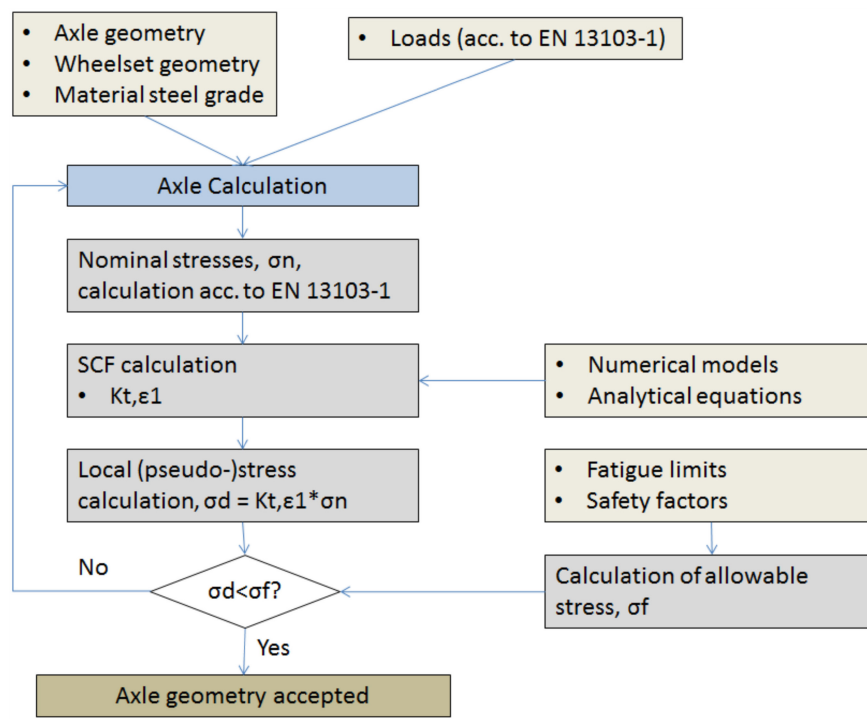 • Axle geometry
• Wheelset geometry
• Material steel grade
• Loads (acc. to EN 13103-1)
Axle Calculation
Nominal stresses, σn,
calculation acc. to EN 13103-1
SCF calculation
• Kt,ε1
• Numerical models
• Analytical equations
Local (pseudo-)stress
calculation, σd = Kt,ε1*σn
• Fatigue limits
• Safety factors
No
σd<σf?
Calculation of allowable
stress, σf
Yes
Axle geometry accepted